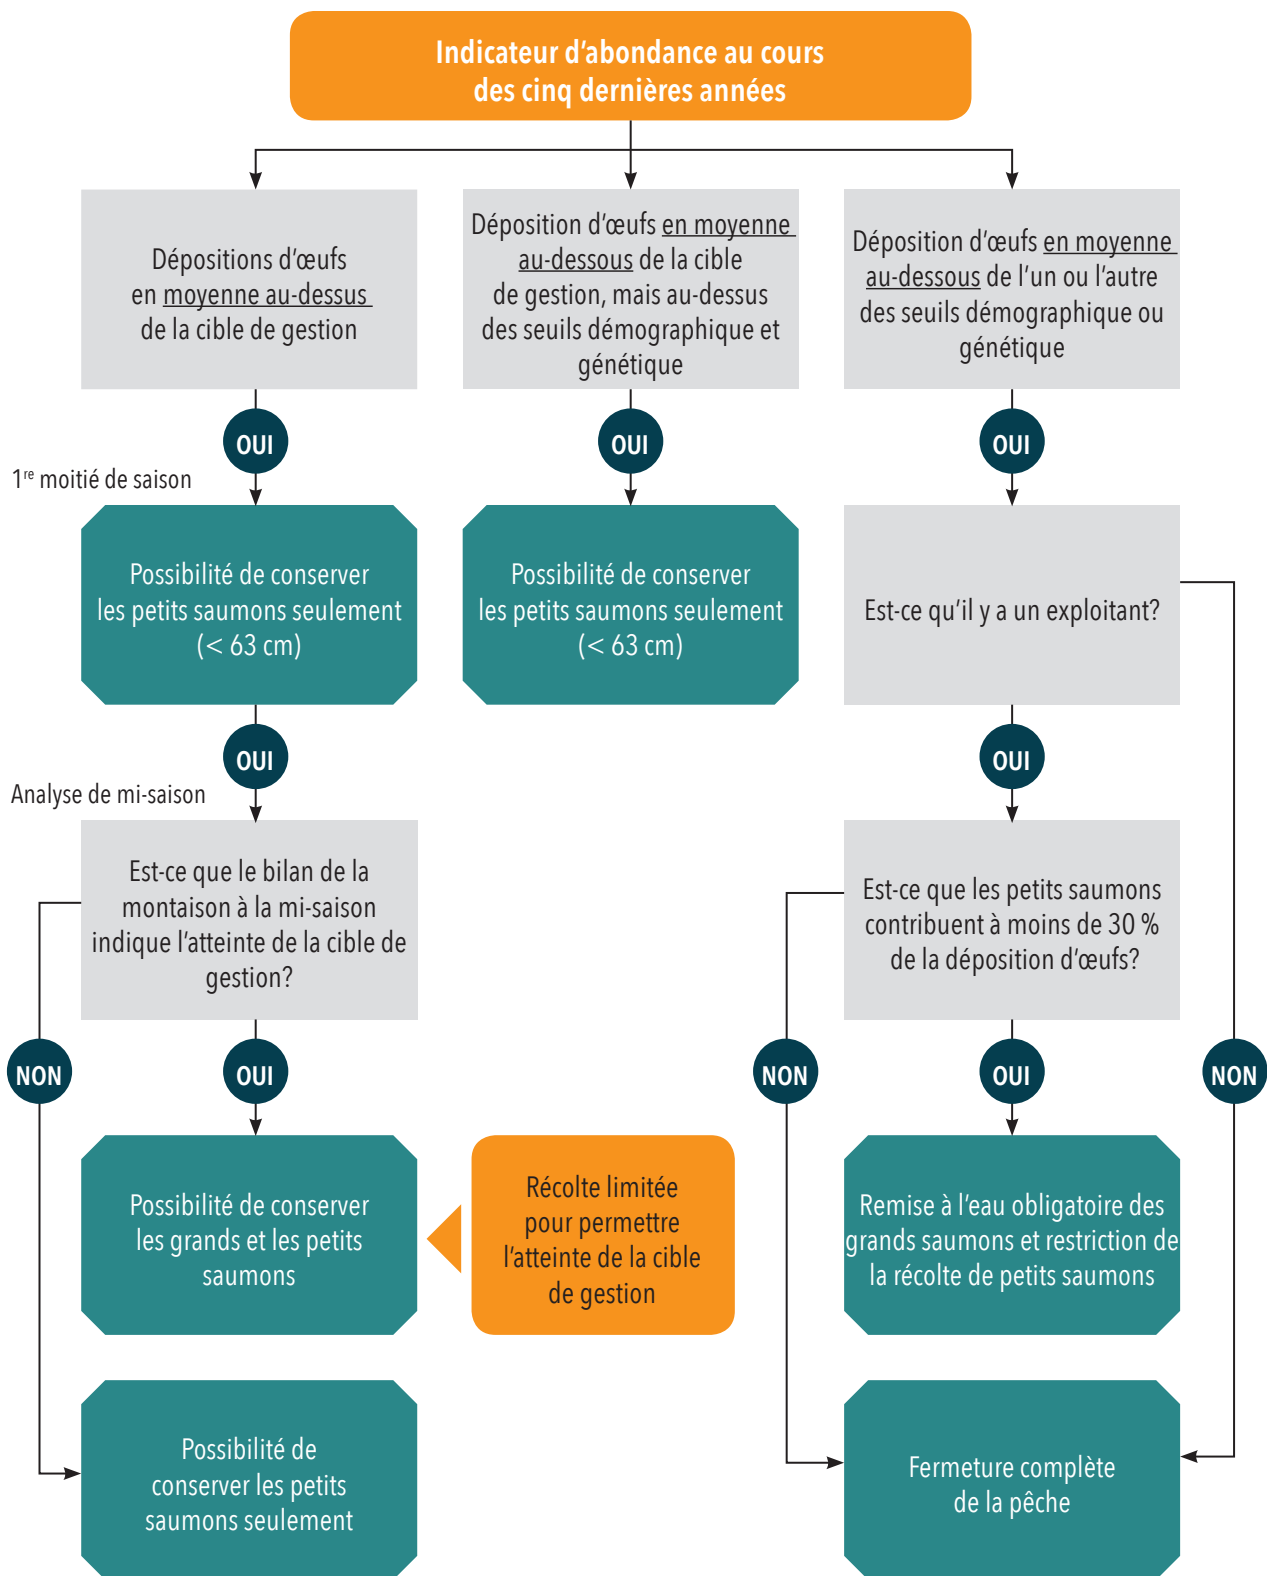 Indicateur d'abondance au cours
des cinq dernières années
Dépositions d'œufs
en moyenne au-dessus
de la cible de gestion
Déposition d'œufs en moyenne
au-dessous de la cible
de gestion, mais au-dessus
des seuils démographique et
génétique
Déposition d'œufs en moyenne
au-dessous de l'un ou l'autre
des seuils démographique ou
génétique
OUI
OUI
OUI
1re moitié de saison
Possibilité de conserver
les petits saumons seulement
(< 63 cm)
Possibilité de conserver
les petits saumons seulement
(< 63 cm)
Est-ce qu'il y a un exploitant?
OUI
OUI
Analyse de mi-saison
Est-ce que le bilan de la
montaison à la mi-saison
indique l'atteinte de la cible de
gestion?
Est-ce que les petits saumons
contribuent à moins de 30 %
de la déposition d'œufs?
NON
OUI
NON
OUI
NON
Possibilité de conserver
les grands et les petits
saumons
Récolte limitée
pour permettre
l'atteinte de la cible
de gestion
Remise à l'eau obligatoire des
grands saumons et restriction de
la récolte de petits saumons
Possibilité de
conserver les petits
saumons seulement
Fermeture complète
de la pêche